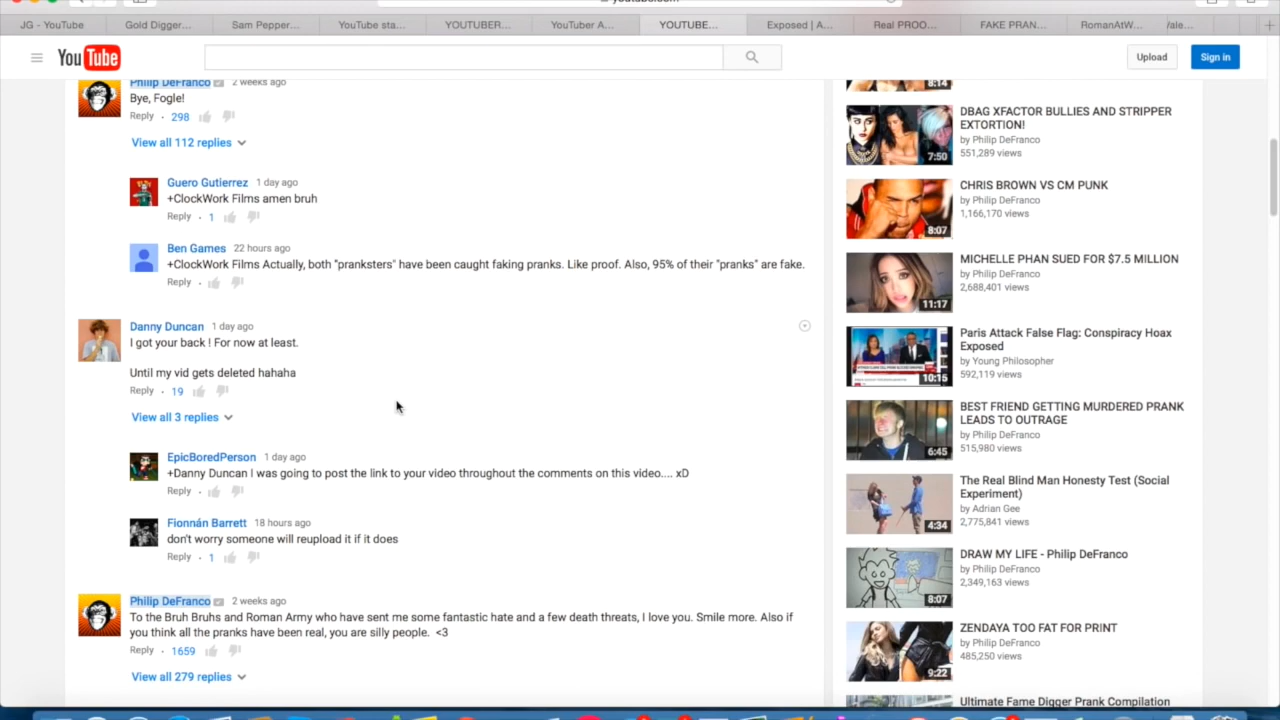 youtube.com
JG - YouTube
Gold Digger...
Sam Pepper...
YouTube sta...
YOUTUBER...
YouTuber A...
YOUTUBE...
Exposed | A...
Real PROO...
FAKE PRAN...
RomanAtW...
YouTube
Upload
Sign in
Philip DeFranco 2 weeks ago
Bye, Fogle!
Reply · 298
View all 112 replies
Guero Gutierrez 1 day ago
+ClockWork Films amen bruh
Reply · 1
Ben Games 22 hours ago
+ClockWork Films Actually, both "pranksters" have been caught faking pranks. Like proof. Also, 95% of their "pranks" are fake.
Reply ·
Danny Duncan 1 day ago
I got your back ! For now at least.
Until my vid gets deleted hahaha
Reply · 19
View all 3 replies
EpicBoredPerson 1 day ago
+Danny Duncan I was going to post the link to your video throughout the comments on this video.... xD
Reply ·
Fionnán Barrett 18 hours ago
don't worry someone will reupload it if it does
Reply · 1
Philip DeFranco 2 weeks ago
To the Bruh Bruhs and Roman Army who have sent me some fantastic hate and a few death threats, I love you. Smile more. Also if
you think all the pranks have been real, you are silly people. <3
Reply · 1659
View all 279 replies
8:14
DBAG XFACTOR BULLIES AND STRIPPER
EXTORTION!
by Philip DeFranco
551,289 views
7:50
CHRIS BROWN VS CM PUNK
by Philip DeFranco
1,166,170 views
8:07
MICHELLE PHAN SUED FOR $7.5 MILLION
by Philip DeFranco
2,688,401 views
11:17
Paris Attack False Flag: Conspiracy Hoax
Exposed
by Young Philosopher
592,119 views
10:15
BEST FRIEND GETTING MURDERED PRANK
LEADS TO OUTRAGE
by Philip DeFranco
515,980 views
6:45
The Real Blind Man Honesty Test (Social
Experiment)
by Adrian Gee
2,775,841 views
4:34
DRAW MY LIFE - Philip DeFranco
by Philip DeFranco
2,349,163 views
8:07
ZENDAYA TOO FAT FOR PRINT
by Philip DeFranco
485,250 views
9:22
Ultimate Fame Digger Prank Compilation